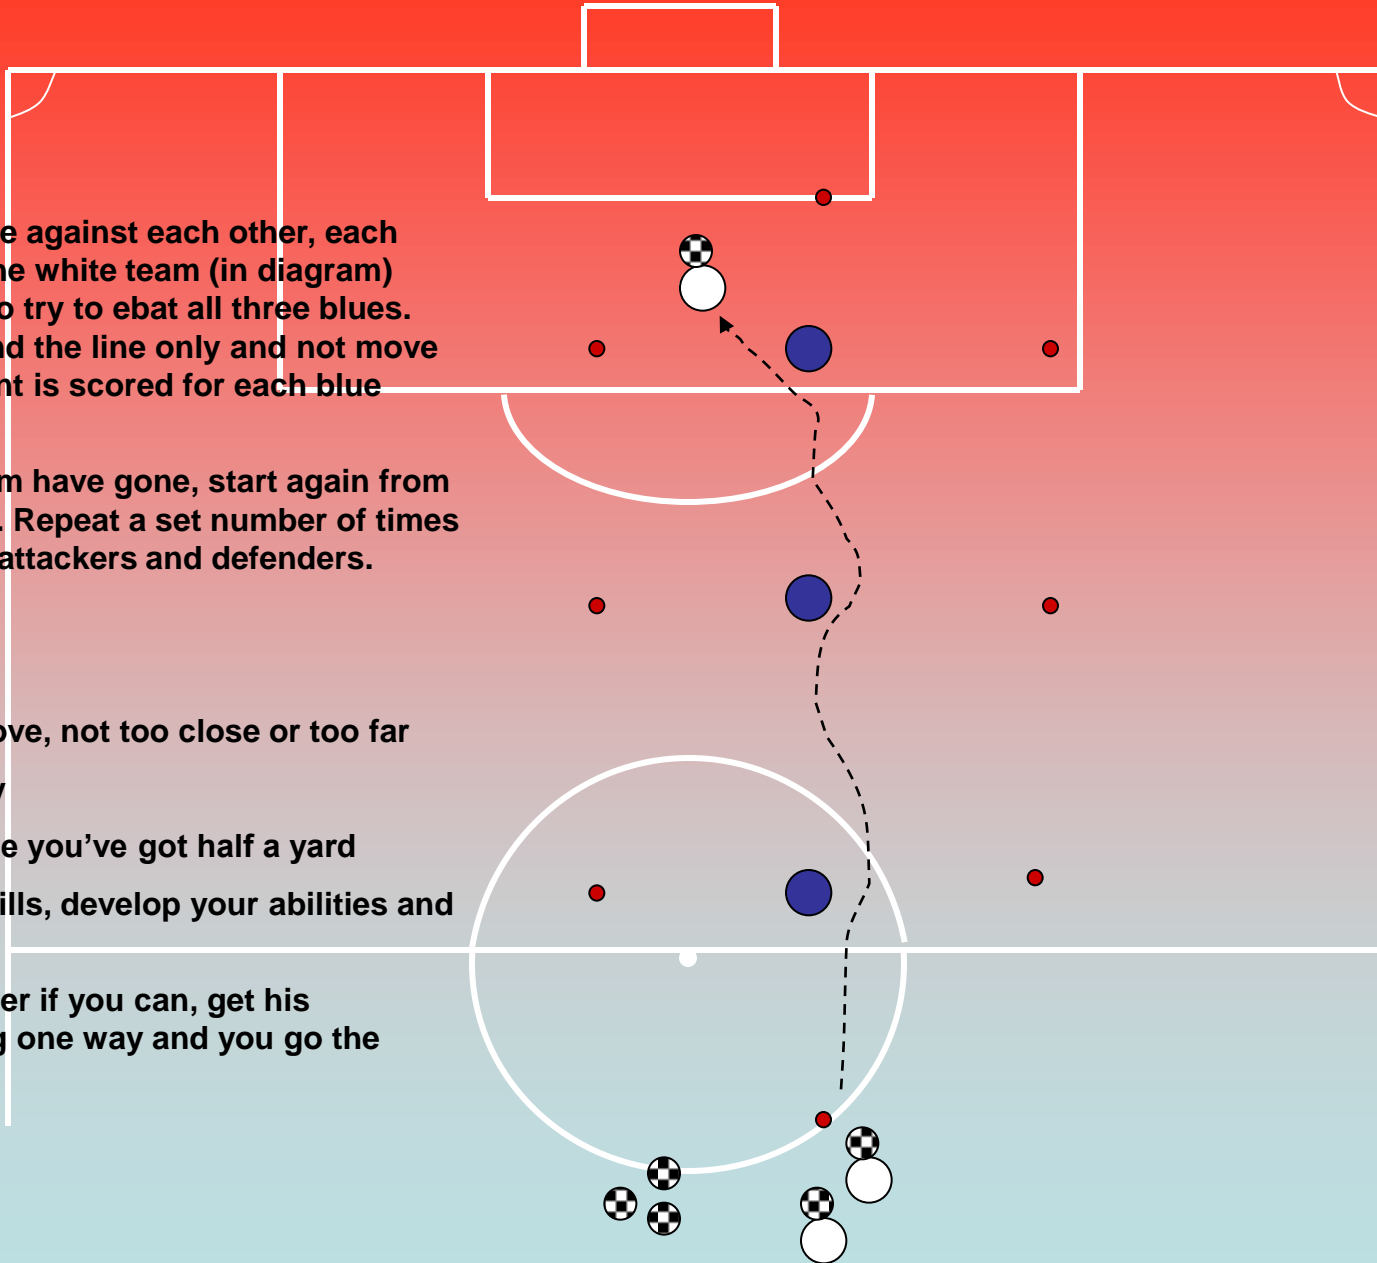 e against each other, each
e white team (in diagram)
o try to ebat all three blues.
d the line only and not move
nt is scored for each blue
m have gone, start again from
. Repeat a set number of times
attackers and defenders.
ove, not too close or too far
y
e you’ve got half a yard
ills, develop your abilities and
er if you can, get his
g one way and you go the